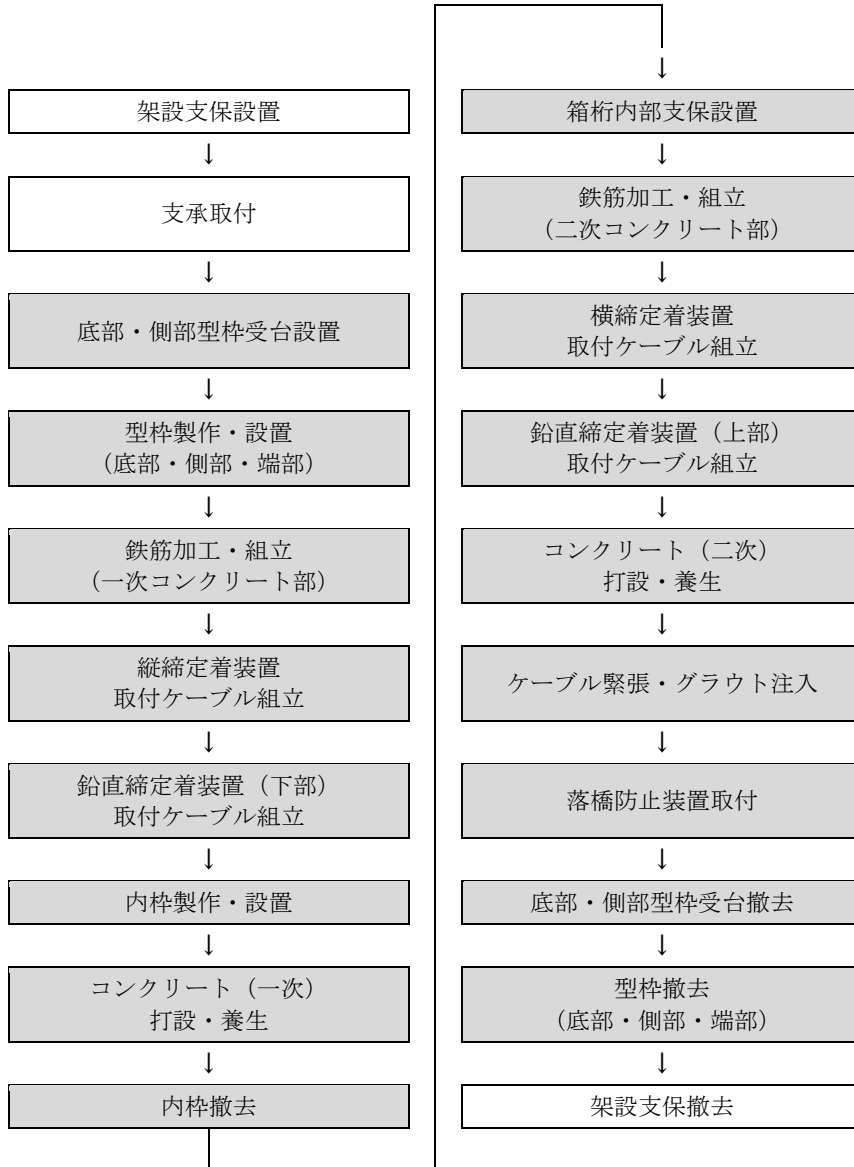 架設支保設置
↓
支承取付
↓
底部・側部型枠受台設置
↓
型枠製作・設置
（底部・側部・端部）
↓
鉄筋加工・組立
（一次コンクリート部）
↓
縦締定着装置
取付ケーブル組立
↓
鉛直締定着装置（下部）
取付ケーブル組立
↓
内枠製作・設置
↓
コンクリート（一次）
打設・養生
↓
内枠撤去
↓
箱桁内部支保設置
↓
鉄筋加工・組立
（二次コンクリート部）
↓
横締定着装置
取付ケーブル組立
↓
鉛直締定着装置（上部）
取付ケーブル組立
↓
コンクリート（二次）
打設・養生
↓
ケーブル緊張・グラウト注入
↓
落橋防止装置取付
↓
底部・側部型枠受台撤去
↓
型枠撤去
（底部・側部・端部）
↓
架設支保撤去